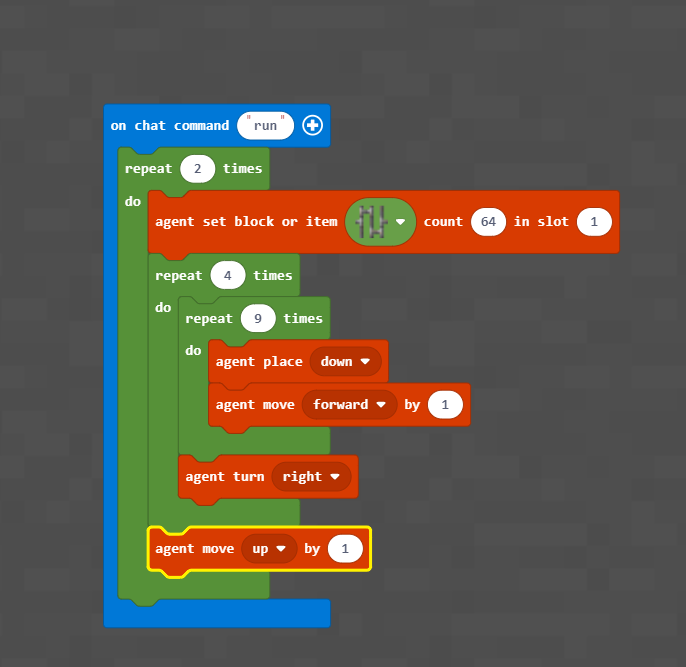 on chat command "run"
repeat 2 times
do
agent set block or item count 64 in slot 1
repeat 4 times
do
repeat 9 times
do
agent place down
agent move forward by 1
agent turn right
agent move up by 1